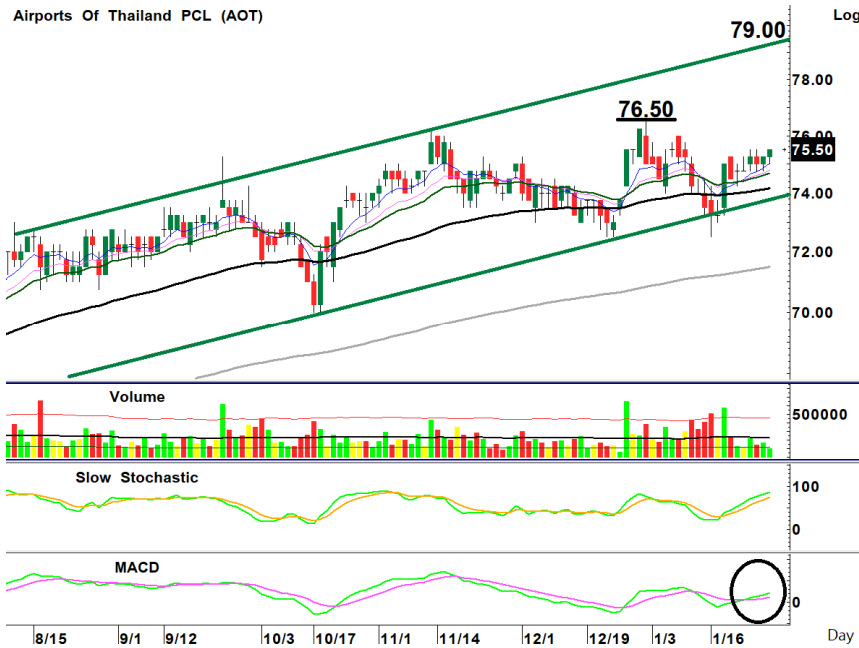 Airports Of Thailand PCL (AOT)
Log
79.00
78.00
76.50
76.00
75.50
74.00
72.00
70.00
Volume
500000
Slow Stochastic
100
0
MACD
0
8/15 9/1 9/12 10/3 10/17 11/1 11/14 12/1 12/19 1/3 1/16 Day